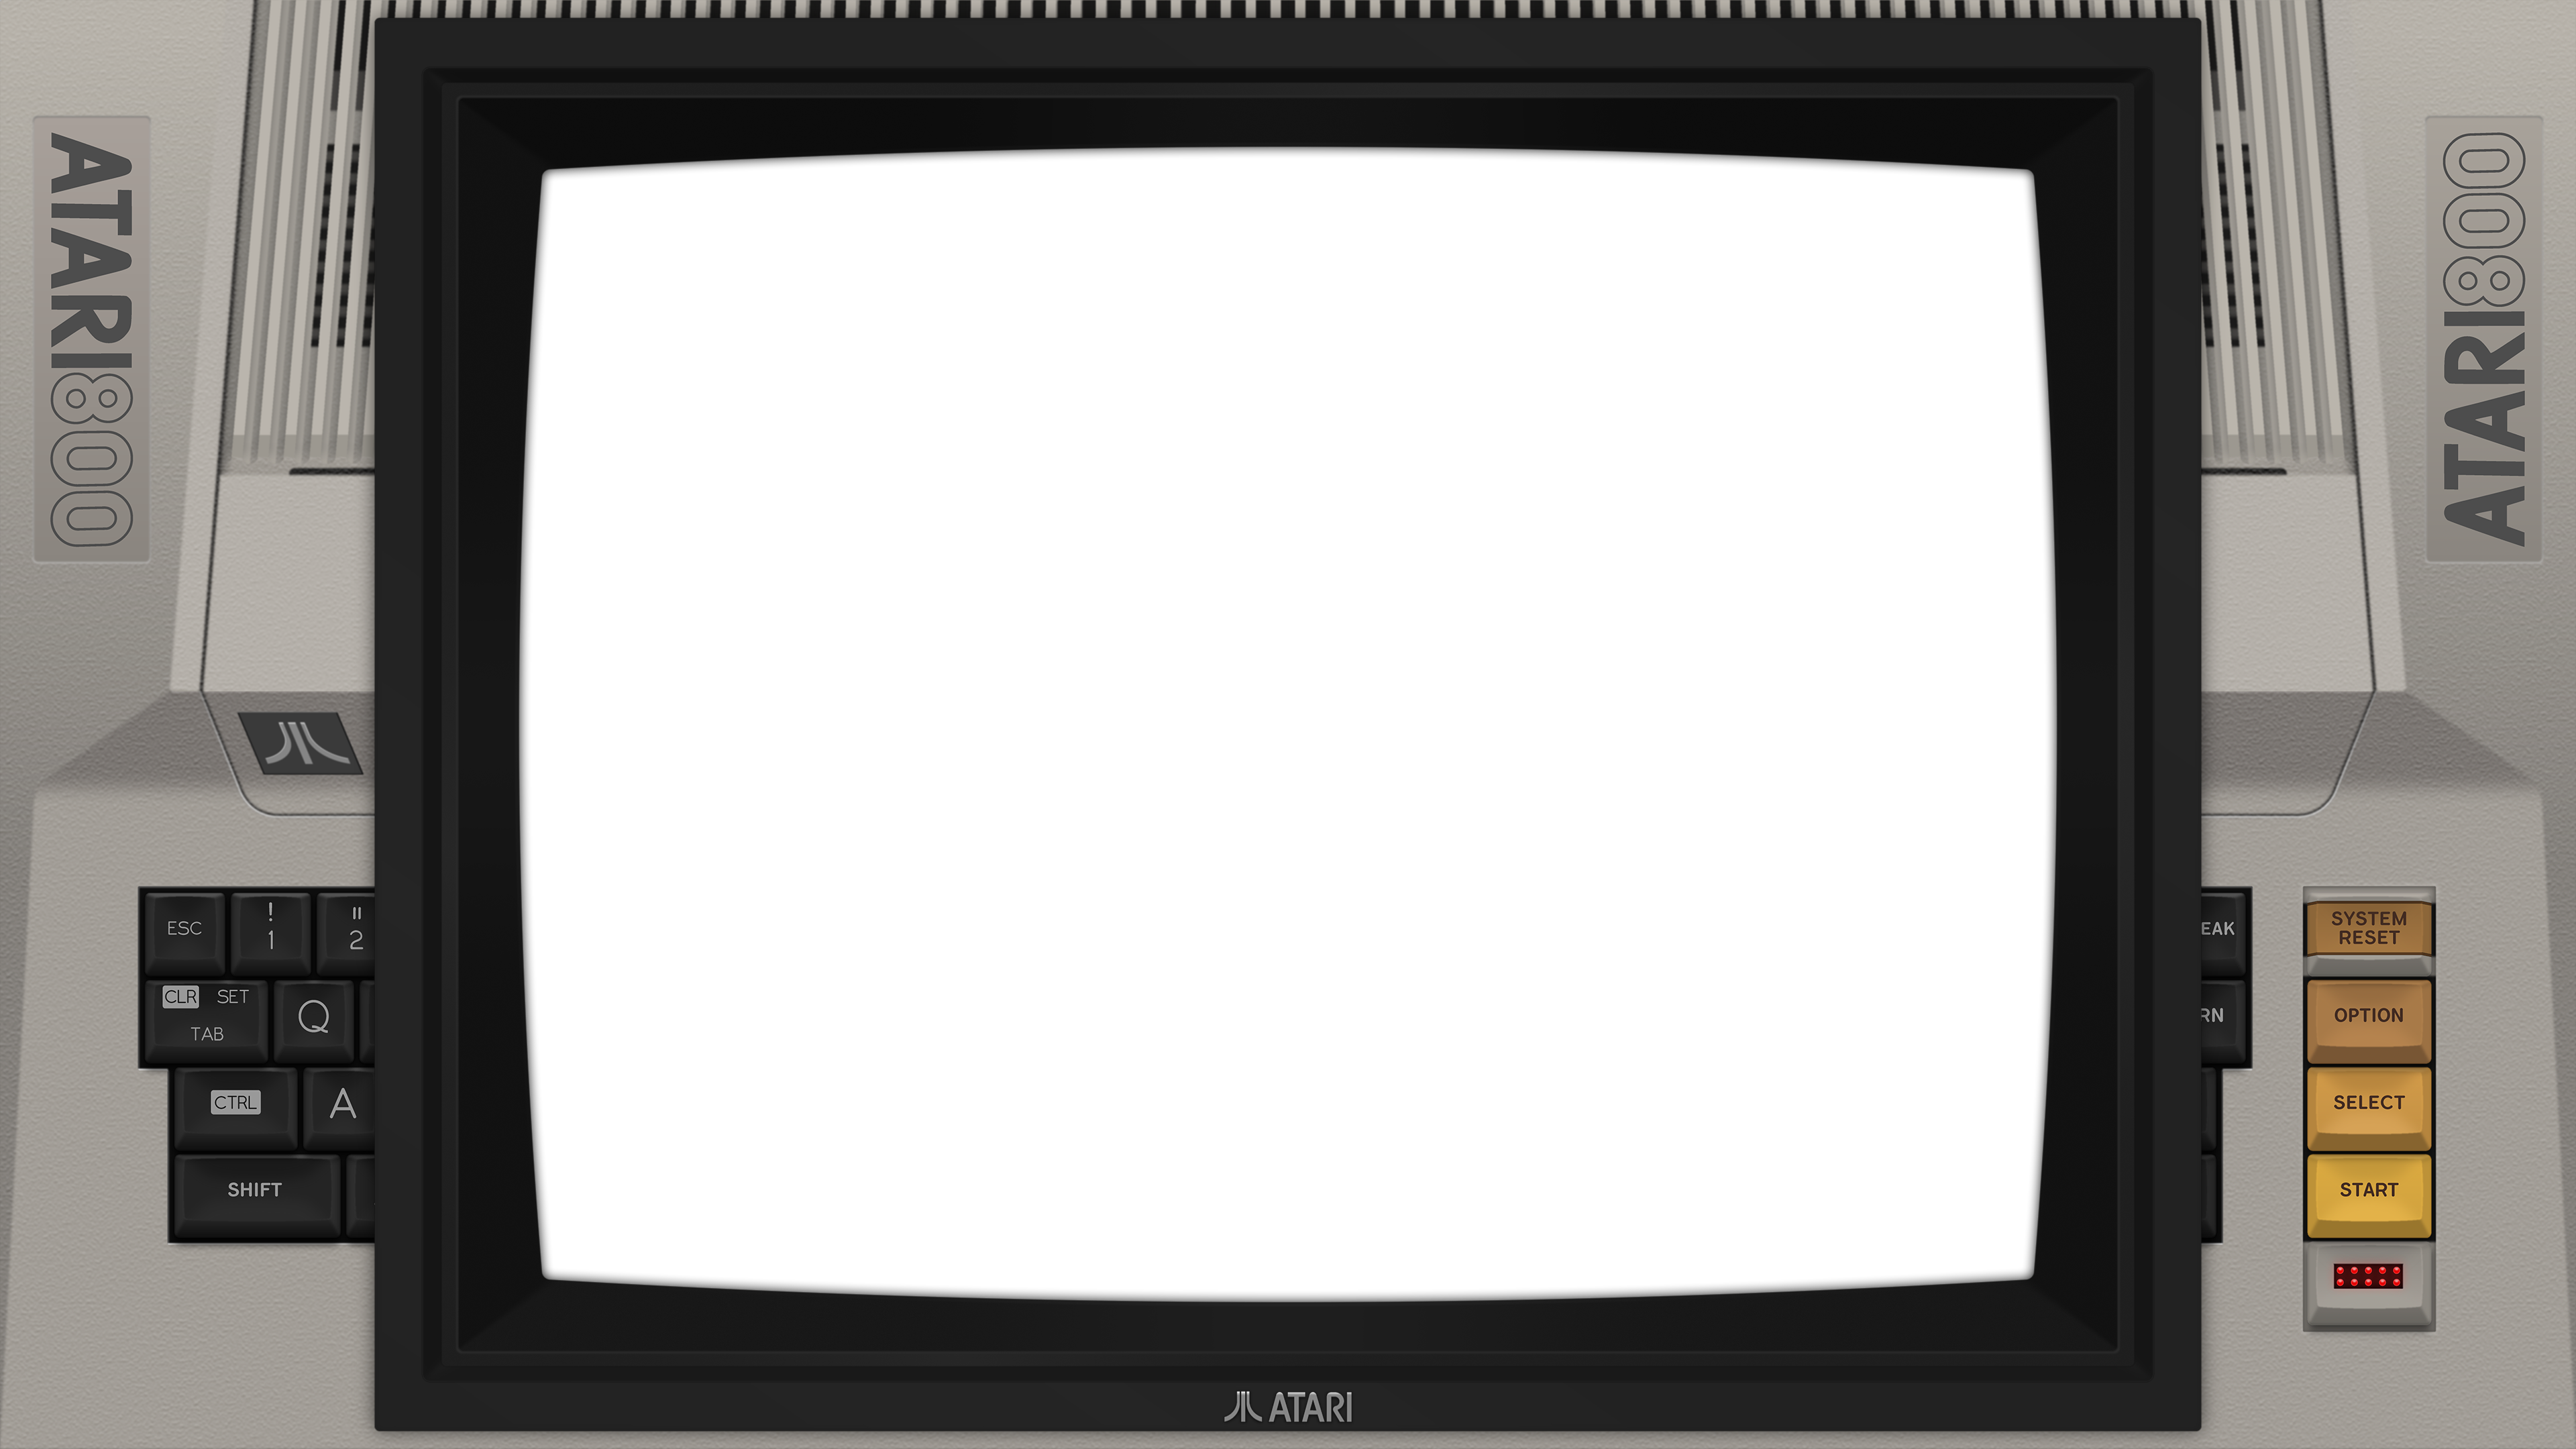 ATARI800
ATARI800
ESC
!
1
"
2
CLR SET
TAB
Q
CTRL
A
SHIFT
EAK
RN
SYSTEM
RESET
OPTION
SELECT
START
ATARI